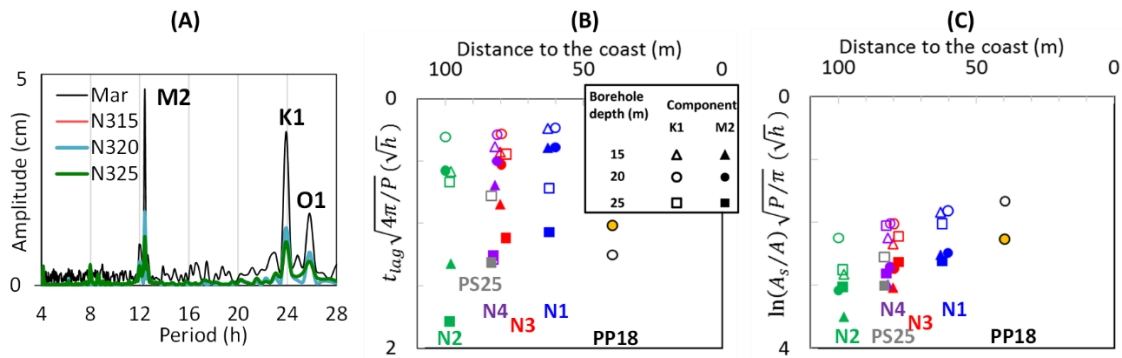 (A)
5
Amplitude (cm)
0
Mar
N315
N320
N325
M2
K1
O1
4 8 12 16 20 24 28
Period (h)
(B)
Distance to the coast (m)
100 50 0
0
t_lag√4π/P (√h)
2
Borehole depth (m)
Component
K1 M2
15
20
25
PS25
N4
N3
N1
N2
PP18
(C)
Distance to the coast (m)
100 50 0
0
ln(A_s/A)√P/π (√h)
4
N4
N3
N1
N2
PS25
PP18